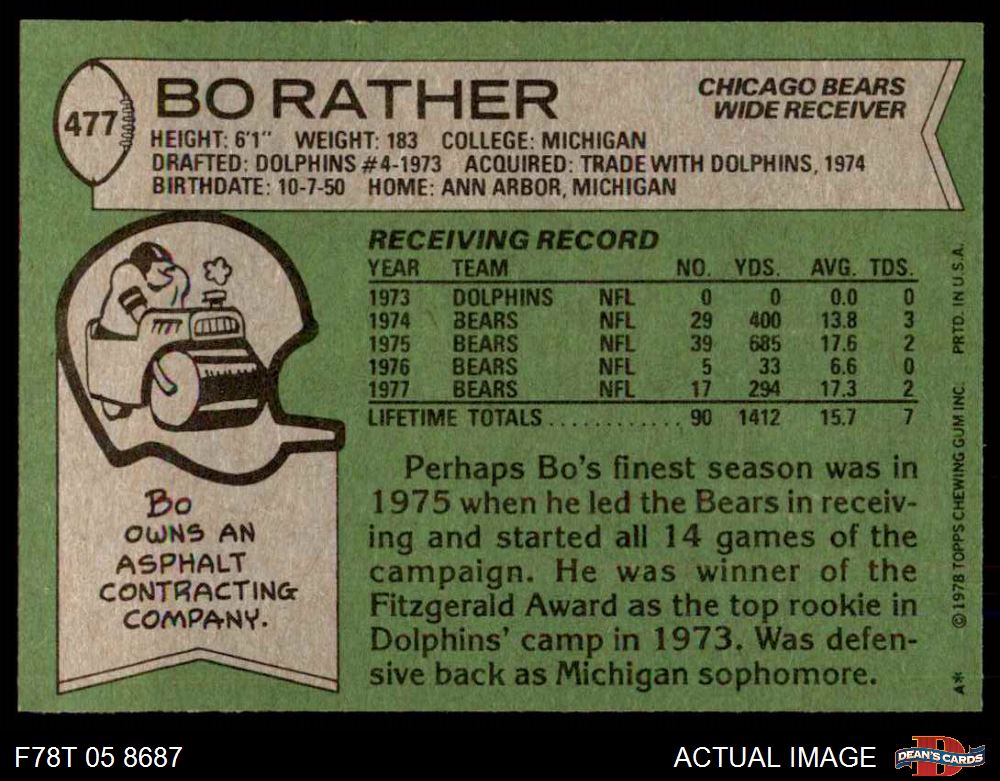 477
BO RATHER
CHICAGO BEARS
WIDE RECEIVER
HEIGHT: 6'1" WEIGHT: 183 COLLEGE: MICHIGAN
DRAFTED: DOLPHINS #4-1973 ACQUIRED: TRADE WITH DOLPHINS, 1974
BIRTHDATE: 10-7-50 HOME: ANN ARBOR, MICHIGAN
RECEIVING RECORD
YEAR TEAM NO. YDS. AVG. TDS.
1973 DOLPHINS NFL 0 0 0.0 0
1974 BEARS NFL 29 400 13.8 3
1975 BEARS NFL 39 685 17.6 2
1976 BEARS NFL 5 33 6.6 0
1977 BEARS NFL 17 294 17.3 2
LIFETIME TOTALS............ 90 1412 15.7 7
Perhaps Bo's finest season was in
1975 when he led the Bears in receiv-
ing and started all 14 games of the
campaign. He was winner of the
Fitzgerald Award as the top rookie in
Dolphins' camp in 1973. Was defen-
sive back as Michigan sophomore.
Bo
OWNS AN
ASPHALT
CONTRACTING
COMPANY.
A* © 1978 TOPPS CHEWING GUM INC. PRTD. IN U.S.A.
F78T 05 8687
ACTUAL IMAGE
D
DEAN'S CARDS